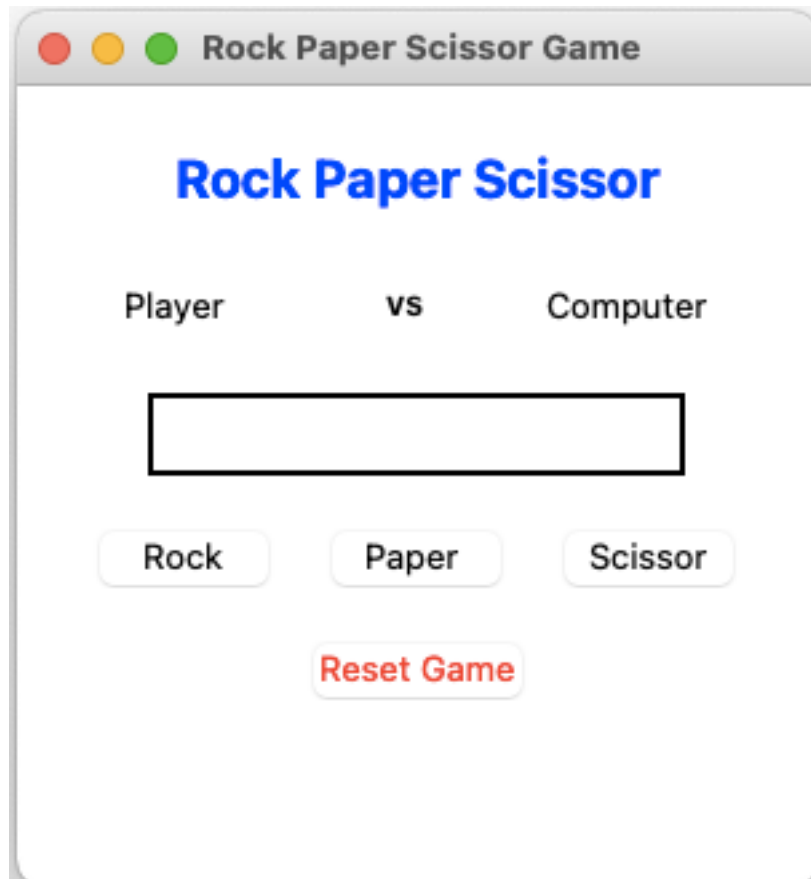 Rock Paper Scissor Game
Rock Paper Scissor
Player vs Computer
Rock Paper Scissor
Reset Game